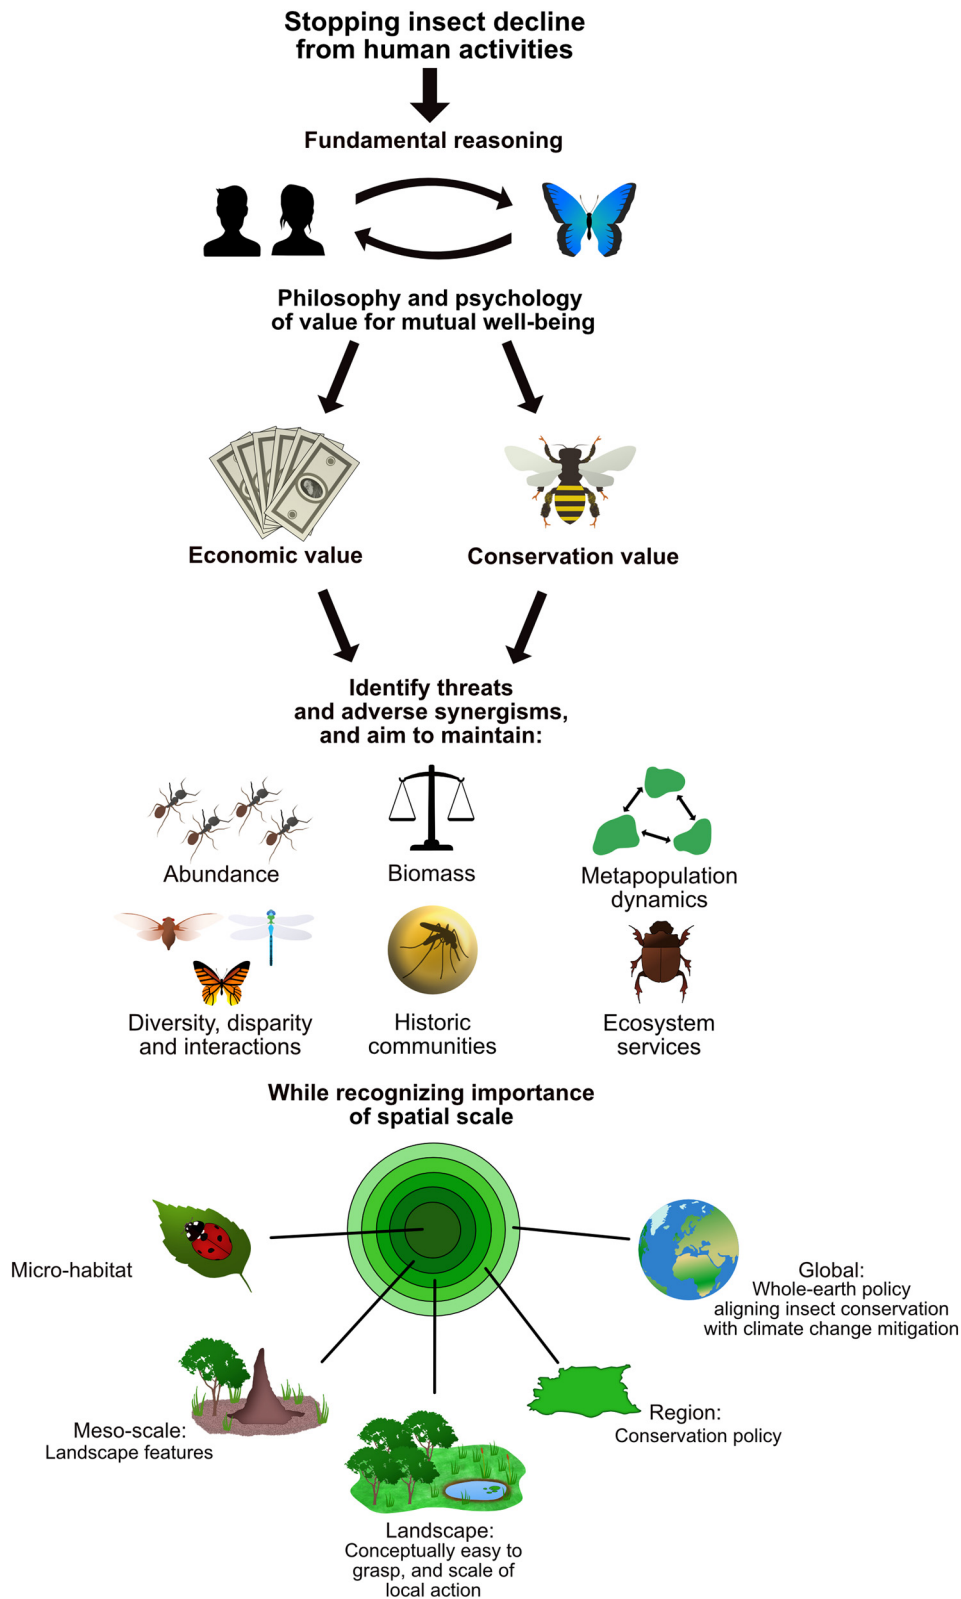 Stopping insect decline
from human activities
Fundamental reasoning
Philosophy and psychology
of value for mutual well-being
Economic value
Conservation value
Identify threats
and adverse synergisms,
and aim to maintain:
Abundance
Biomass
Metapopulation
dynamics
Diversity, disparity
and interactions
Historic
communities
Ecosystem
services
While recognizing importance
of spatial scale
Micro-habitat
Global:
Whole-earth policy
aligning insect conservation
with climate change mitigation
Meso-scale:
Landscape features
Region:
Conservation policy
Landscape:
Conceptually easy to
grasp, and scale of
local action